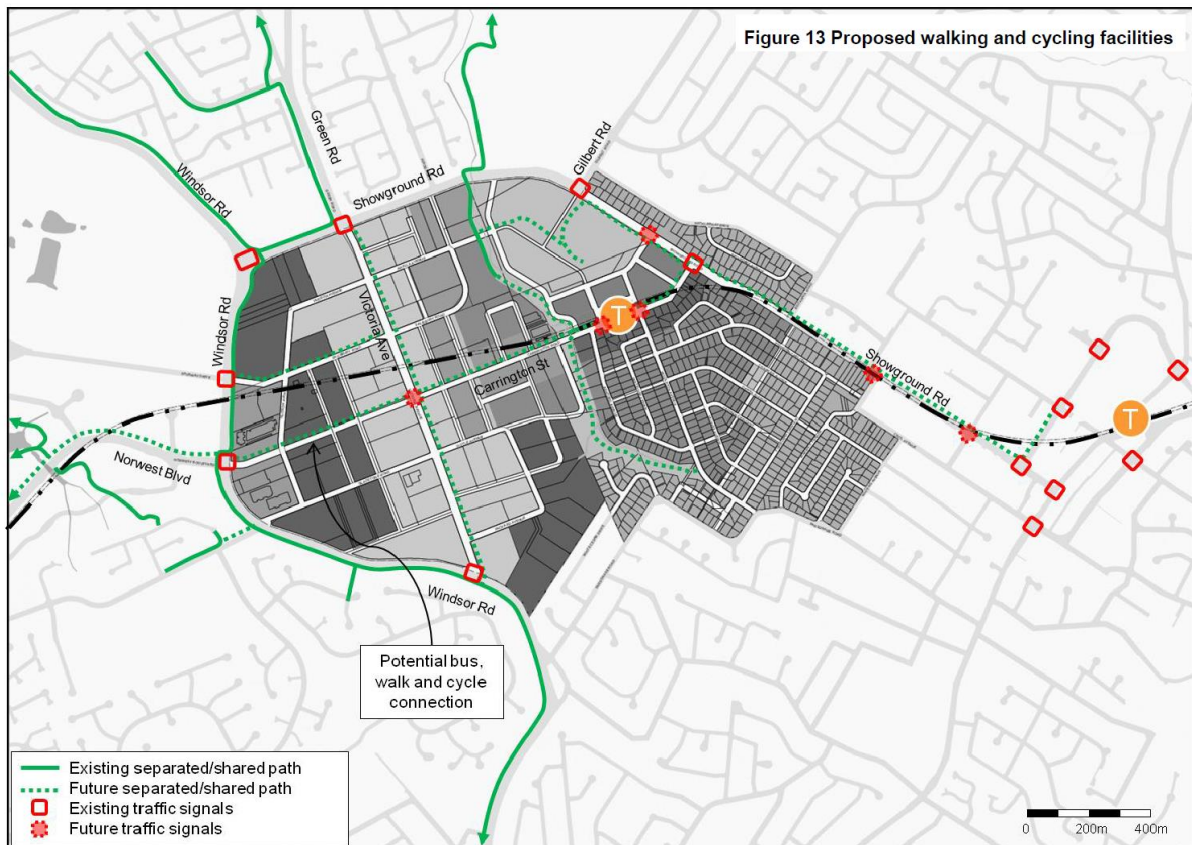 Figure 13 Proposed walking and cycling facilities
Green Rd
Gilbert Rd
Windsor Rd
Showground Rd
Windsor Rd
Victoria Ave
T
Carrington St
Showground Rd
T
Norwest Blvd
Windsor Rd
Potential bus,
walk and cycle
connection
Existing separated/shared path
Future separated/shared path
Existing traffic signals
Future traffic signals
0 200m 400m